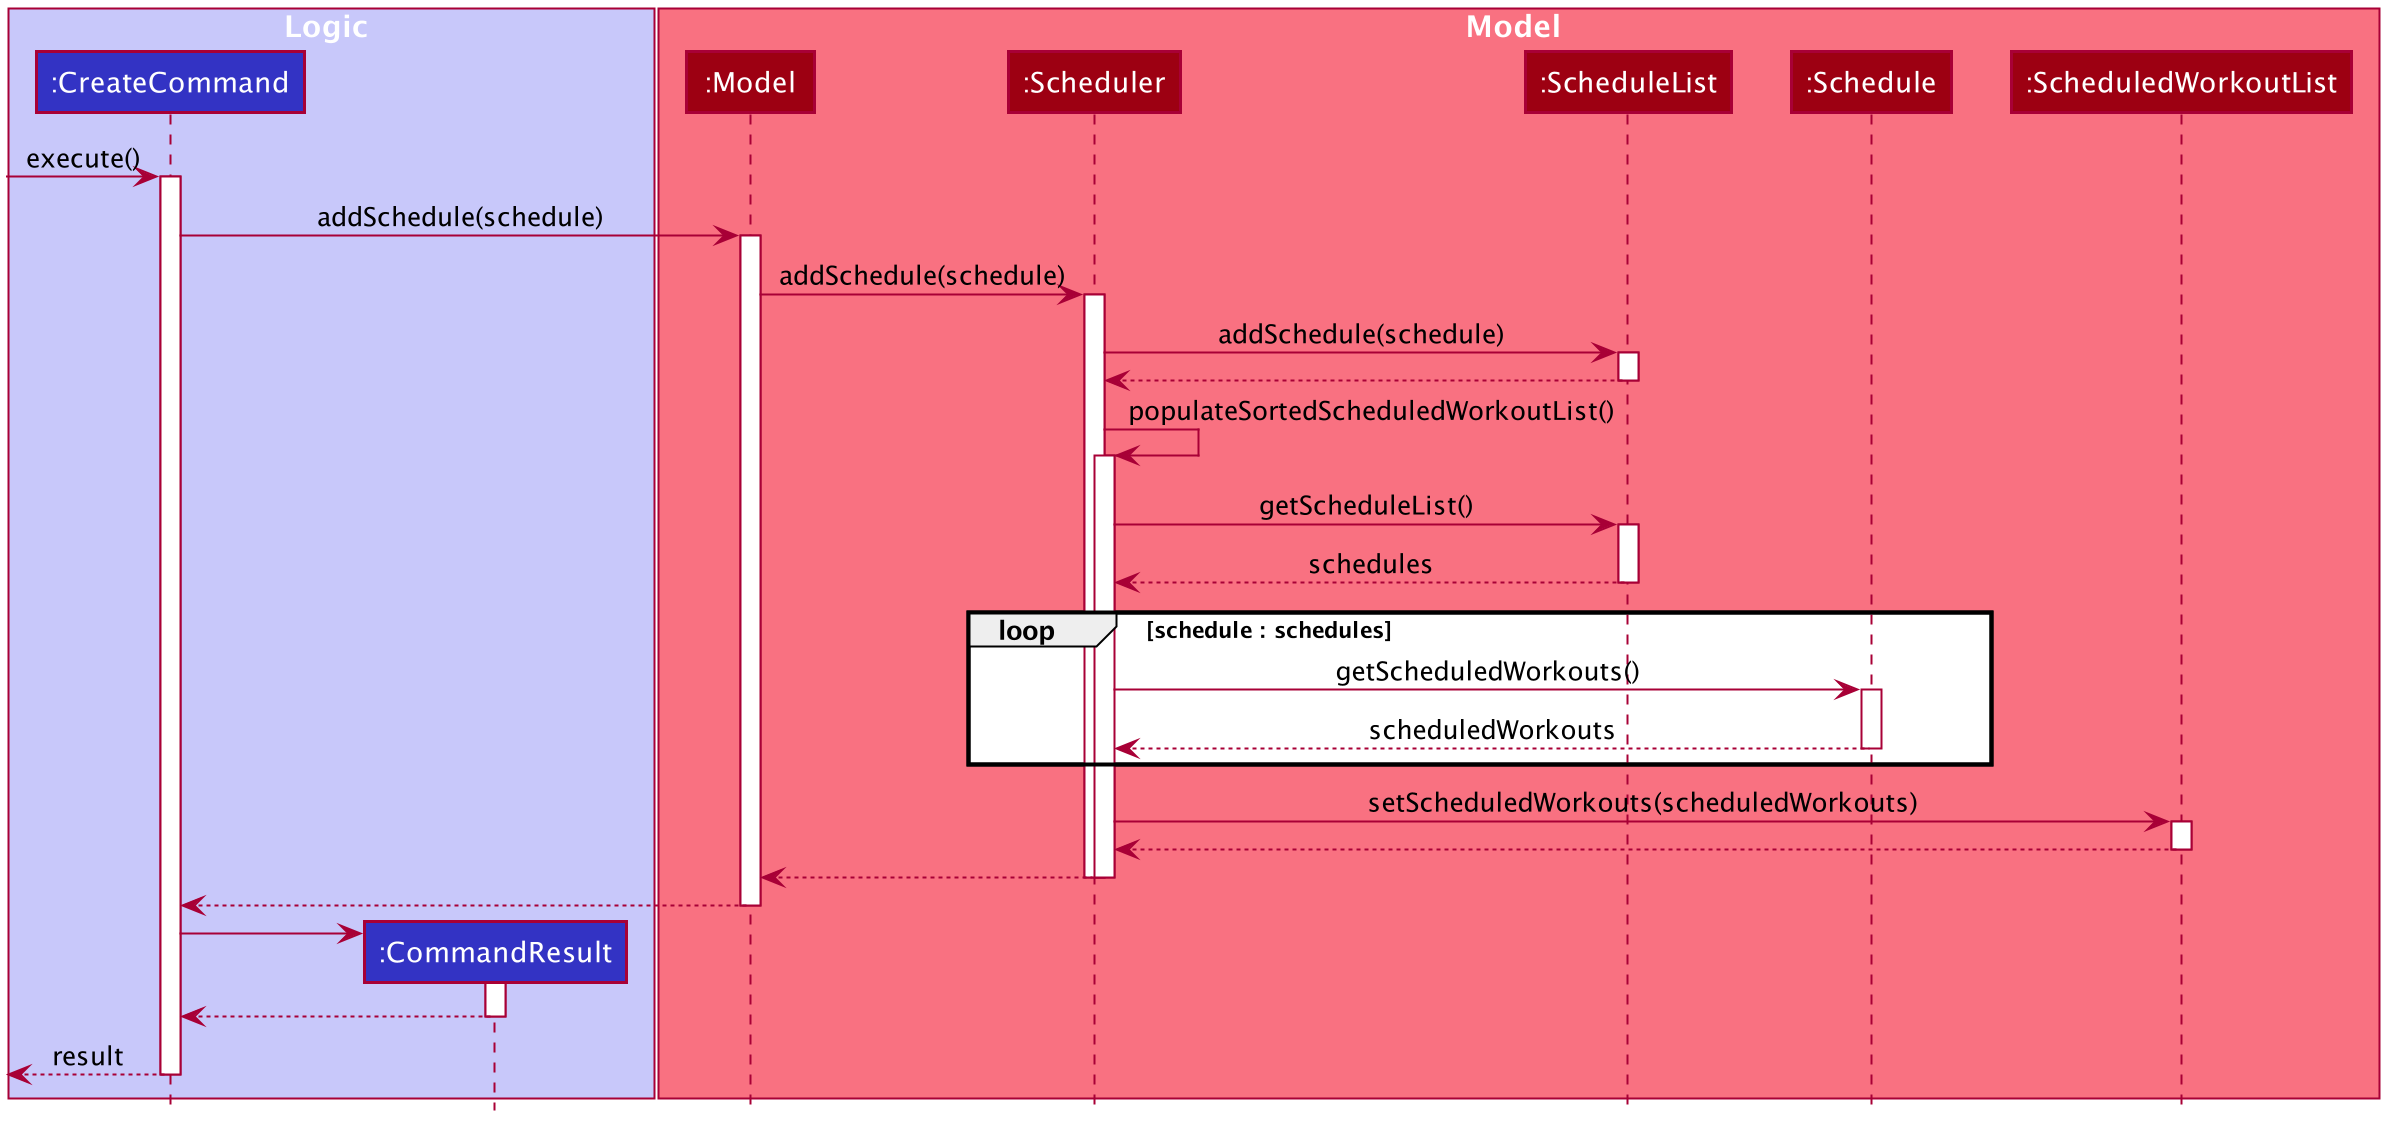 Logic
Model
:CreateCommand
:Model
:Scheduler
:ScheduleList
:Schedule
:ScheduledWorkoutList
execute()
addSchedule(schedule)
addSchedule(schedule)
addSchedule(schedule)
populateSortedScheduledWorkoutList()
getScheduleList()
schedules
loop
[schedule : schedules]
getScheduledWorkouts()
scheduledWorkouts
setScheduledWorkouts(scheduledWorkouts)
:CommandResult
result